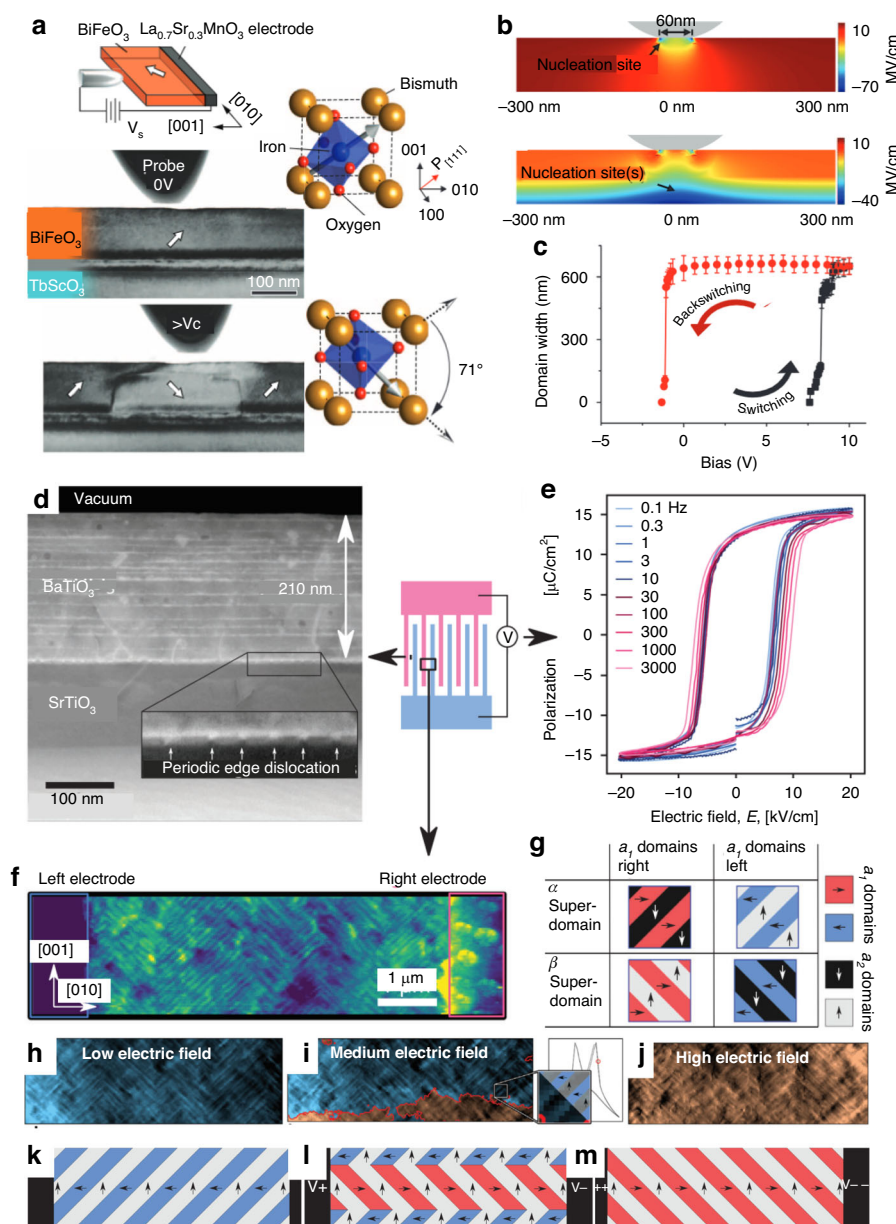 a
BiFeO3 La0.7Sr0.3MnO3 electrode
Vs
[001]
[010]
Bismuth
Iron
Oxygen
001
P[111]
010
100
Probe
0V
BiFeO3
TbScO3
100 nm
>Vc
71°
b
60nm
Nucleation site
10
MV/cm
−70
−300 nm 0 nm 300 nm
Nucleation site(s)
10
MV/cm
−40
−300 nm 0 nm 300 nm
c
Domain width (nm)
600
300
0
Backswitching
Switching
−5 0 5 10
Bias (V)
d
Vacuum
BaTiO3
210 nm
SrTiO3
Periodic edge dislocation
100 nm
V
e
[μC/cm2]
Polarization
15
10
5
0
−5
−10
−15
0.1 Hz
0.3
1
3
10
30
100
300
1000
3000
−20 −10 0 10 20
Electric field, E, [kV/cm]
f
Left electrode Right electrode
[001]
[010]
1 μm
g
a1 domains right
a1 domains left
α
Super-
domain
β
Super-
domain
a1 domains
a2 domains
h
Low electric field
i
Medium electric field
j
High electric field
k
l
V+
V−
m
++
V−−